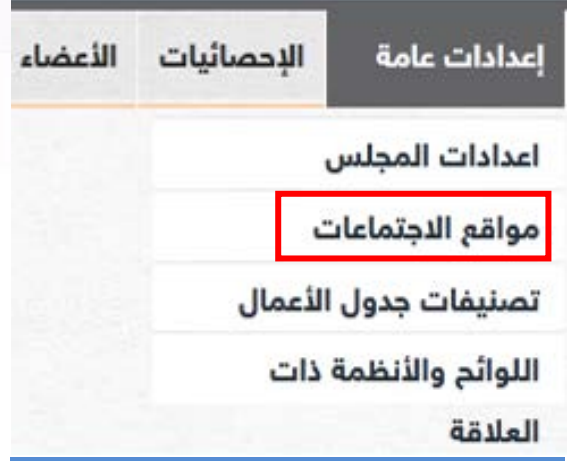 إعدادات عامة الإحصائيات الأعضاء
اعدادات المجلس
مواقع الاجتماعات
تصنيفات جدول الأعمال
اللوائح والأنظمة ذات
العلاقة